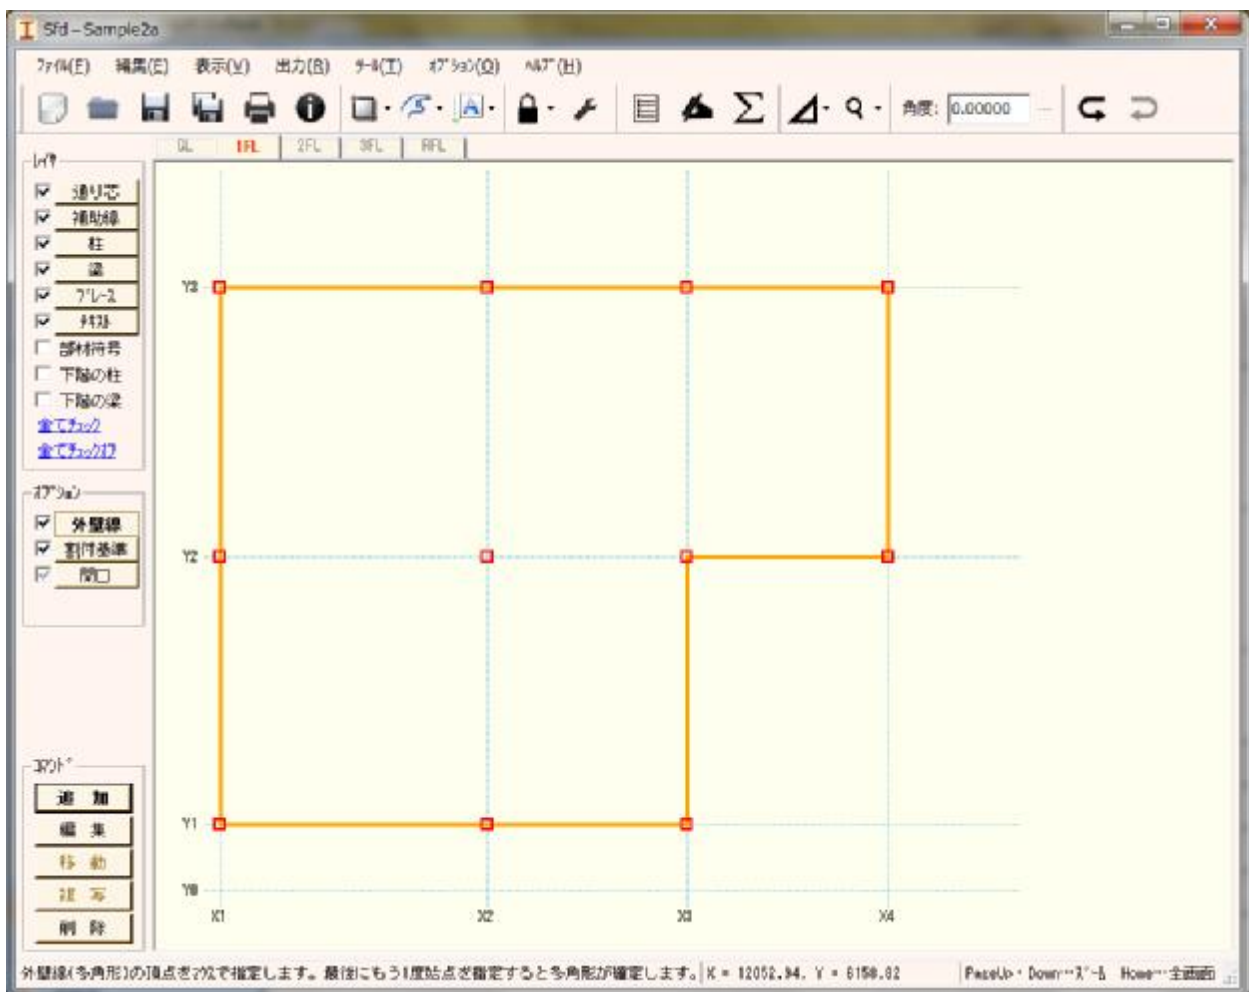 Sfd - Sample2a
ﾌｧｲﾙ(F) 編集(E) 表示(V) 出力(R) ﾂｰﾙ(T) ｵﾌﾟｼｮﾝ(O) ﾍﾙﾌﾟ(H)
角度: 0.00000
GL 1FL 2FL 3FL RFL
ﾚｲﾔ
通り芯
補助線
柱
梁
ﾌﾞﾚｰｽ
ﾃｷｽﾄ
部材符号
下階の柱
下階の梁
全てﾁｪｯｸ
全てﾁｪｯｸｵﾌ
ｵﾌﾟｼｮﾝ
外壁線
割付基準
開口
ｺﾏﾝﾄﾞ
追 加
編 集
移 動
複 写
削 除
Y3
Y2
Y1
Y0
X1 X2 X3 X4
外壁線(多角形)の頂点をﾏｳｽで指定します。最後にもう1度始点を指定すると多角形が確定します。 X = 12052.94, Y = 6158.82 PageUp・Down…ｽﾞｰﾑ Home…全画面